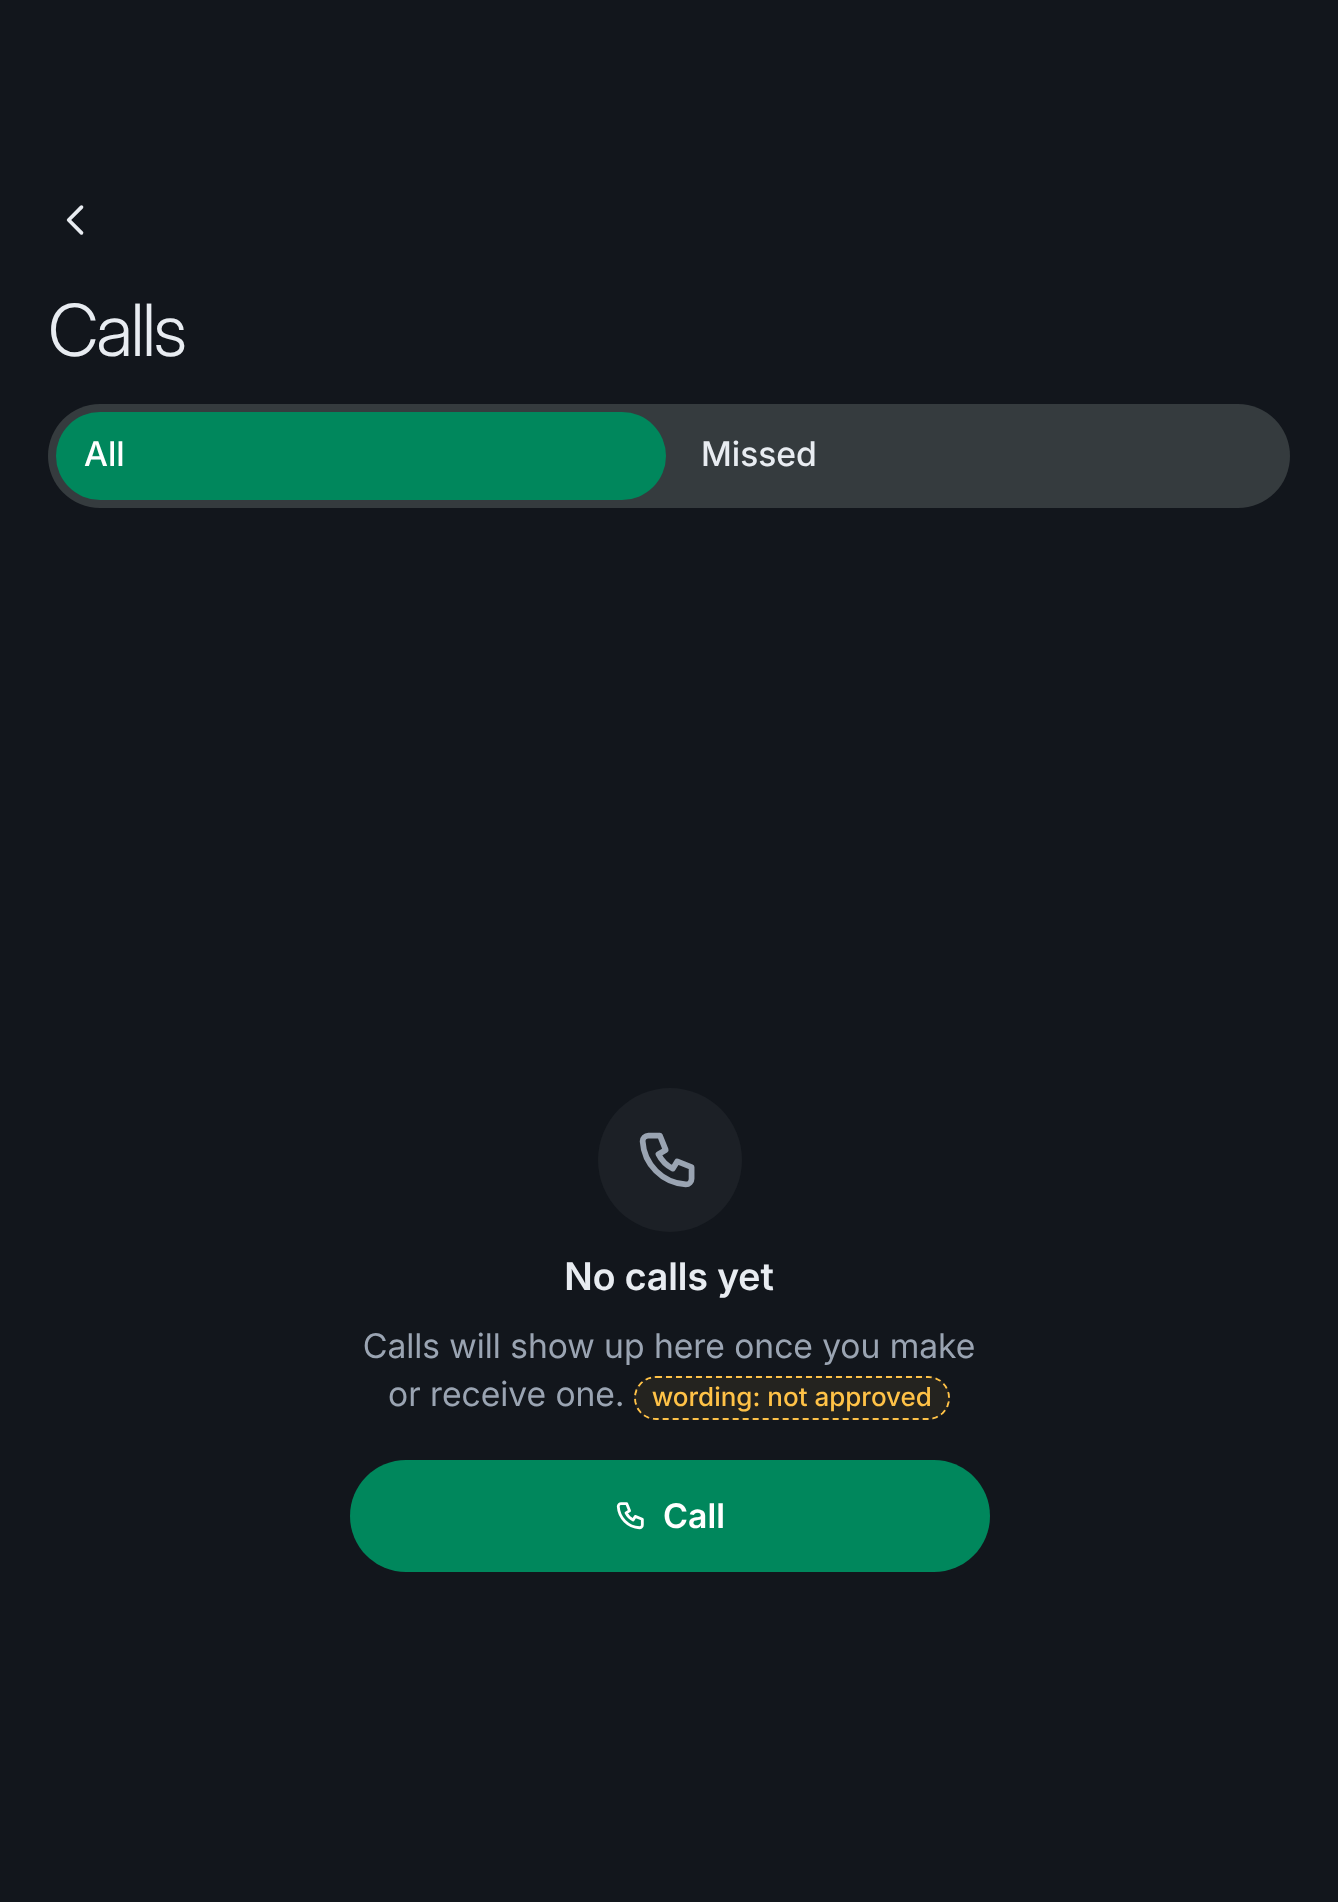 Calls
All
Missed
No calls yet
Calls will show up here once you make
or receive one. wording: not approved
Call